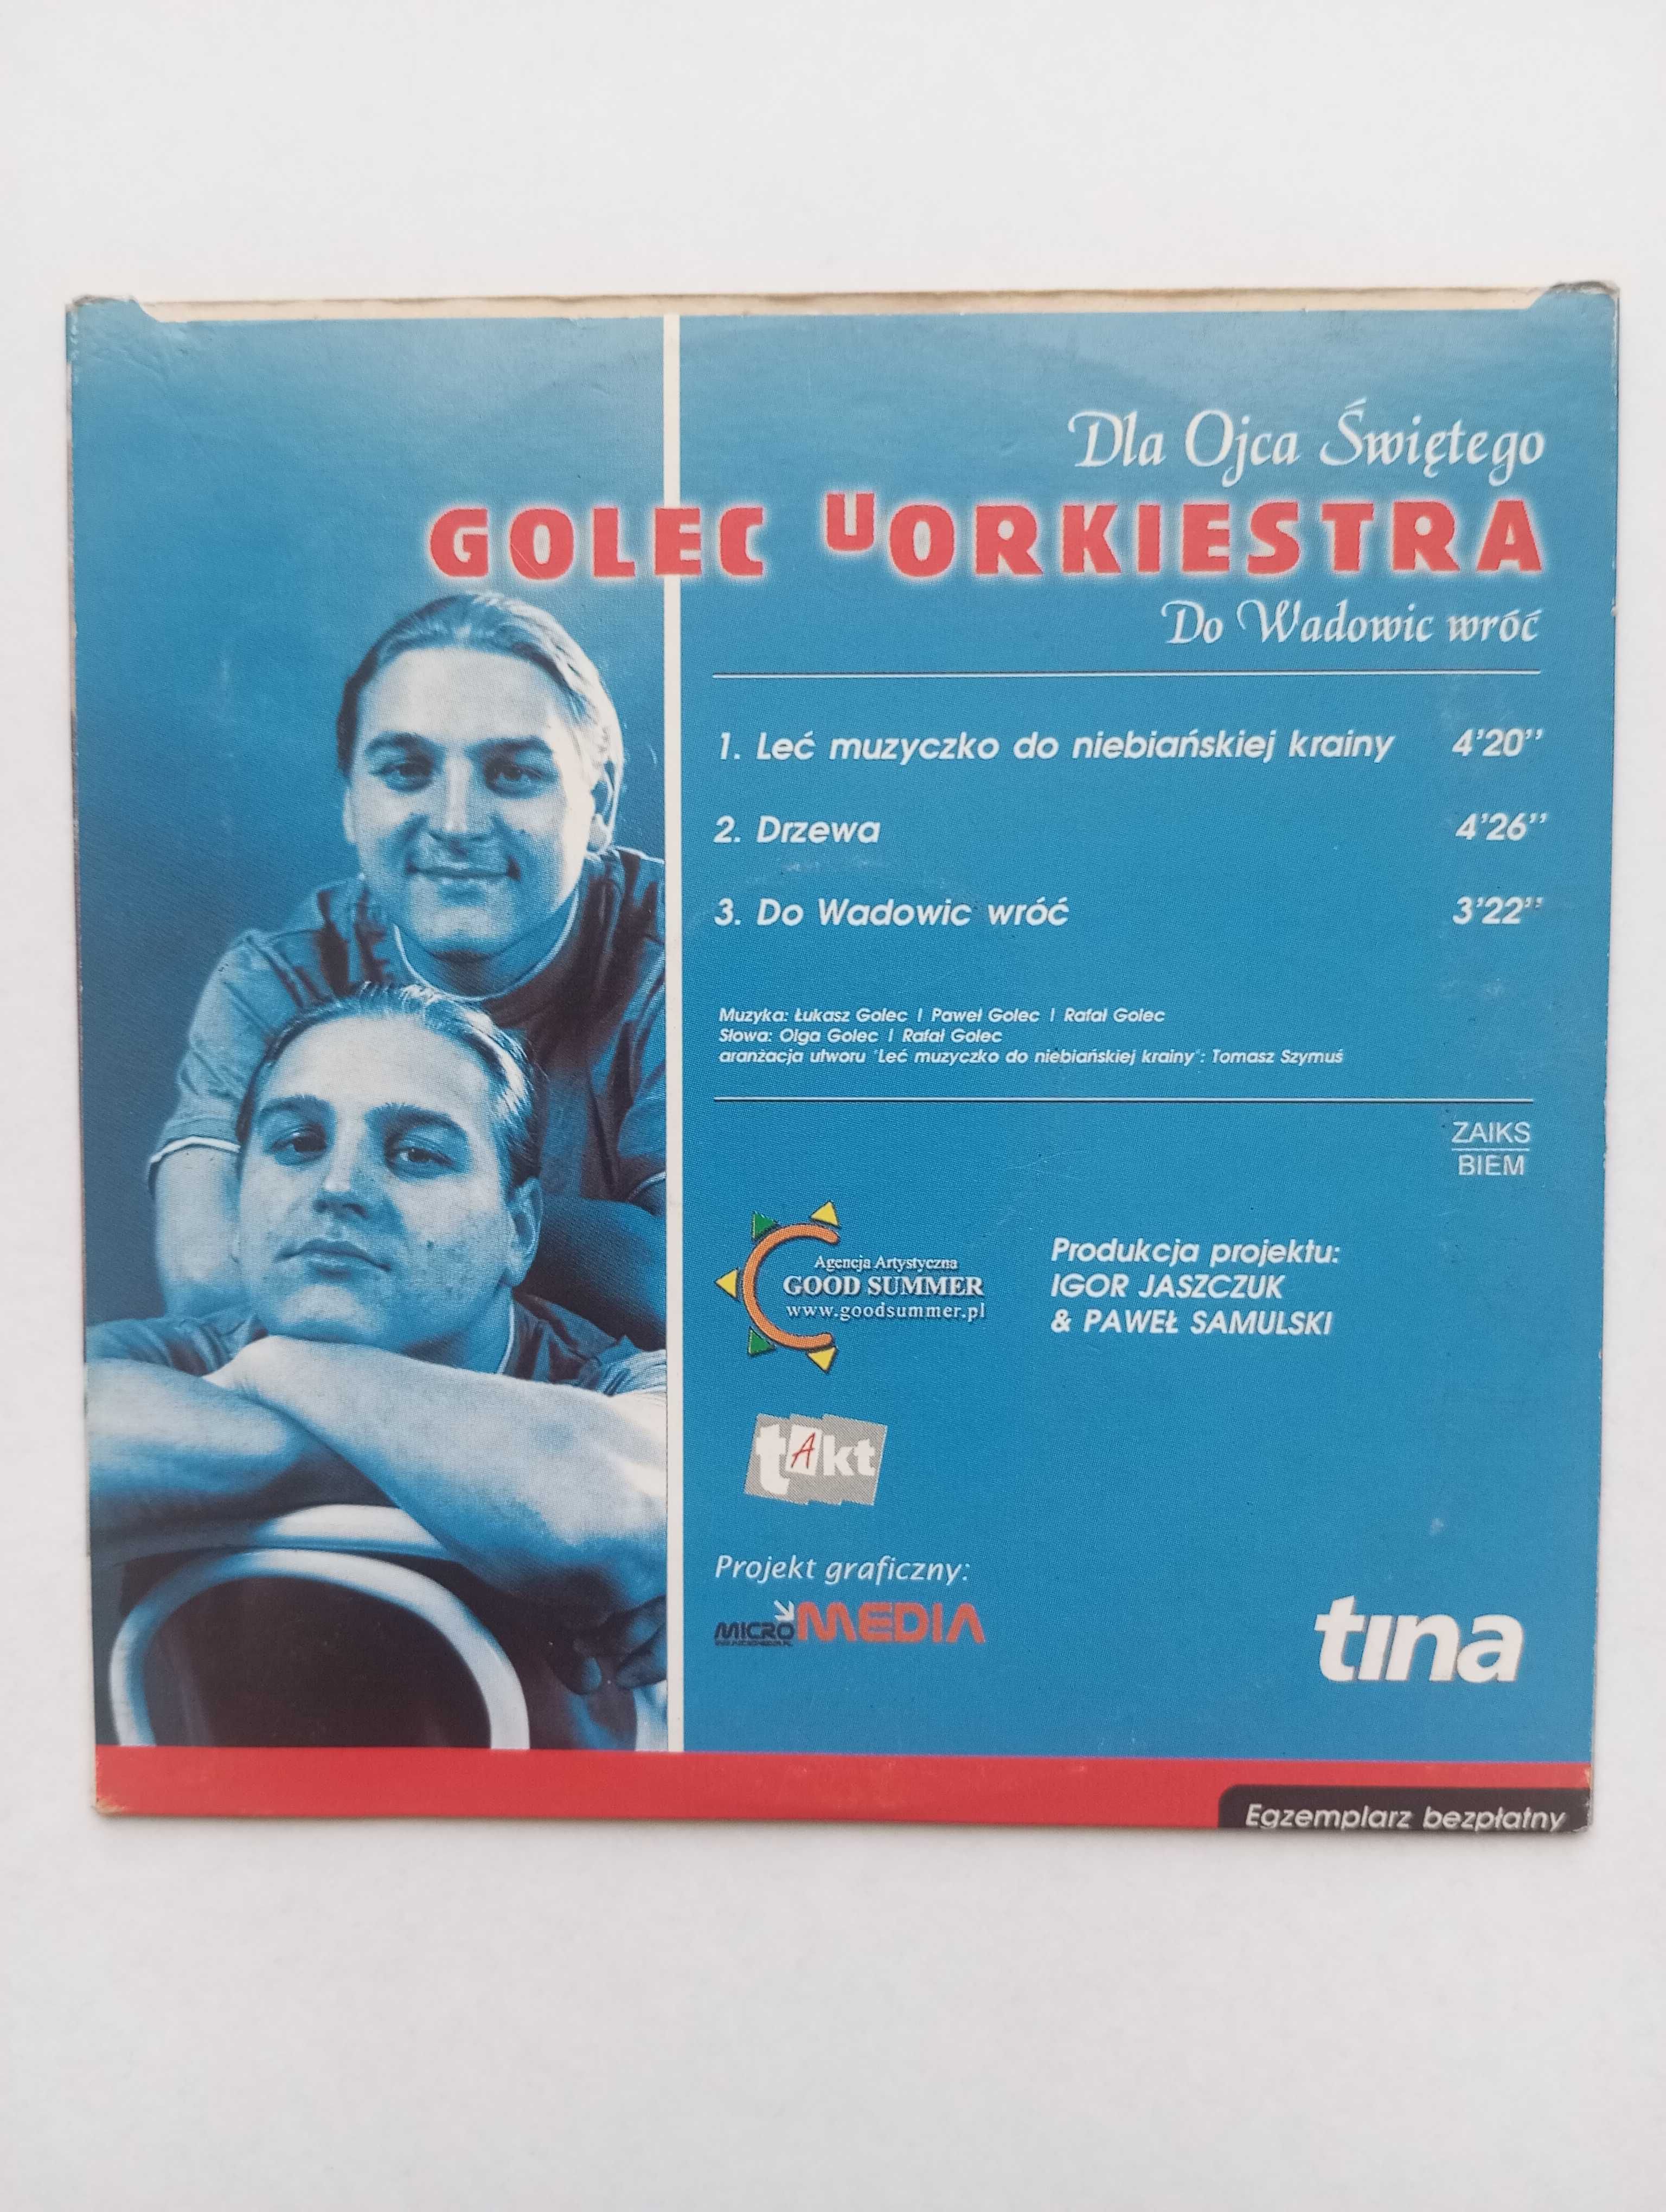 Dla Ojca Świętego
GOLEC UORKIESTRA
Do Wadowic wróć
1. Leć muzyczko do niebiańskiej krainy 4'20''
2. Drzewa 4'26''
3. Do Wadowic wróć 3'22''
Muzyka: Łukasz Golec | Paweł Golec | Rafał Golec
Słowa: Olga Golec | Rafał Golec
aranżacja utworu "Leć muzyczko do niebiańskiej krainy": Tomasz Szymuś
ZAIKS
BIEM
Agencja Artystyczna
GOOD SUMMER
www.goodsummer.pl
Produkcja projektu:
IGOR JASZCZUK
& PAWEŁ SAMULSKI
tAkt
Projekt graficzny:
MICRO MEDIA
tina
Egzemplarz bezpłatny